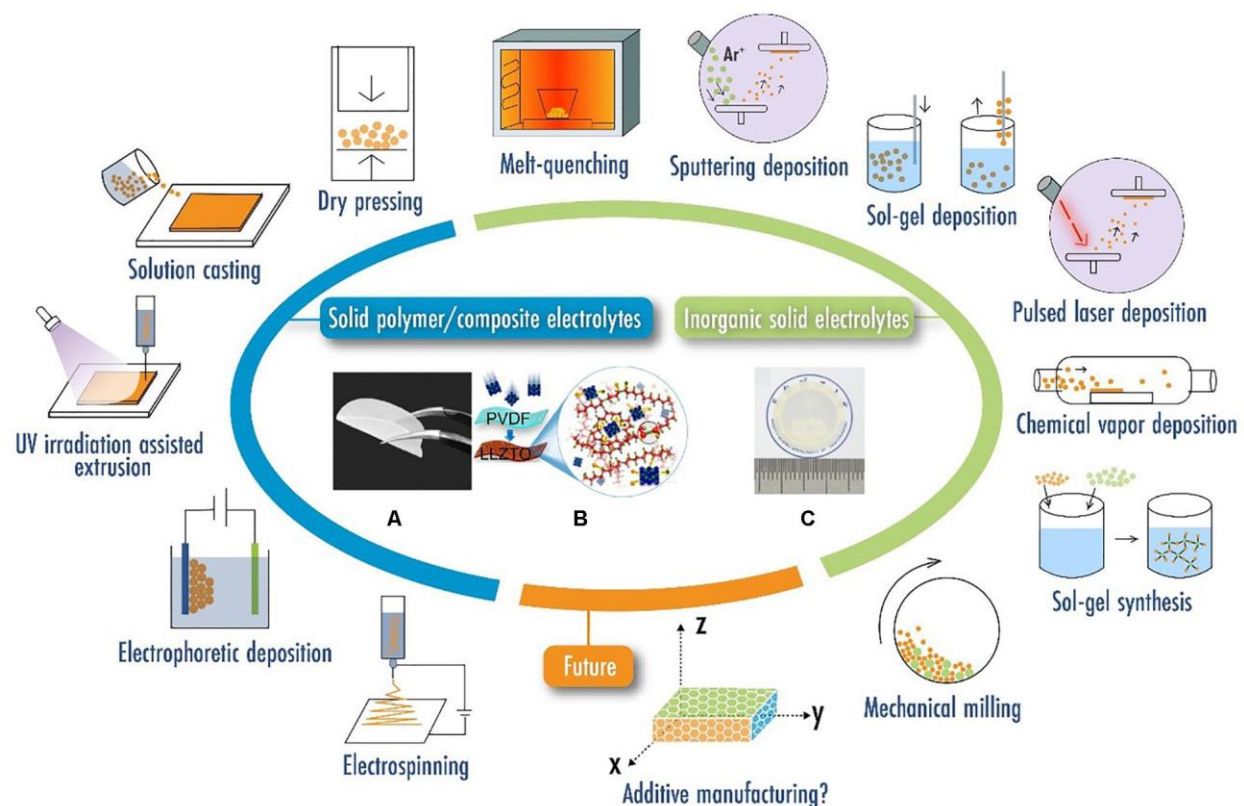 Melt-quenching
Ar⁺
Sputtering deposition
Dry pressing
Sol-gel deposition
Solution casting
Pulsed laser deposition
Solid polymer/composite electrolytes
Inorganic solid electrolytes
UV irradiation assisted
extrusion
PVDF
LLZTO
Chemical vapor deposition
A
B
C
Sol-gel synthesis
Electrophoretic deposition
Future
Z
y
X
Mechanical milling
Electrospinning
Additive manufacturing?